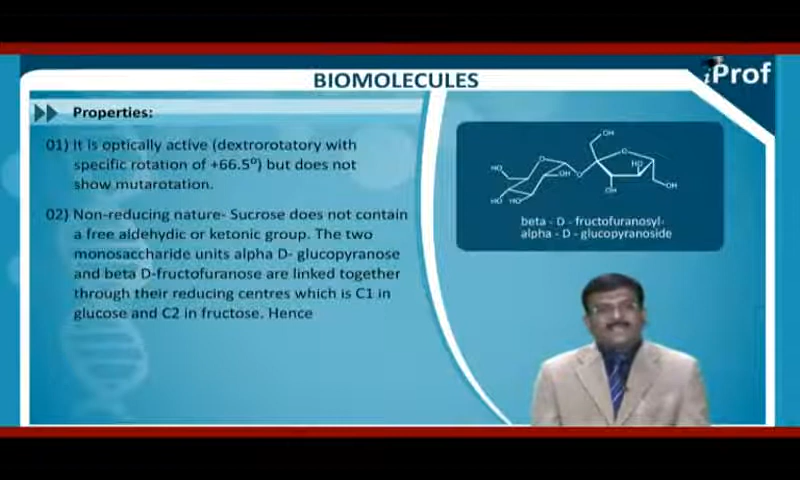 BIOMOLECULES
iProf
Properties:
01) It is optically active (dextrorotatory with
specific rotation of +66.5º) but does not
show mutarotation.
02) Non-reducing nature- Sucrose does not contain
a free aldehydic or ketonic group. The two
monosaccharide units alpha D- glucopyranose
and beta D-fructofuranose are linked together
through their reducing centres which is C1 in
glucose and C2 in fructose. Hence
OH
HO
O
O
OH
O
HO
HO
HO
OH
OH
beta - D - fructofuranosyl-
alpha - D - glucopyranoside